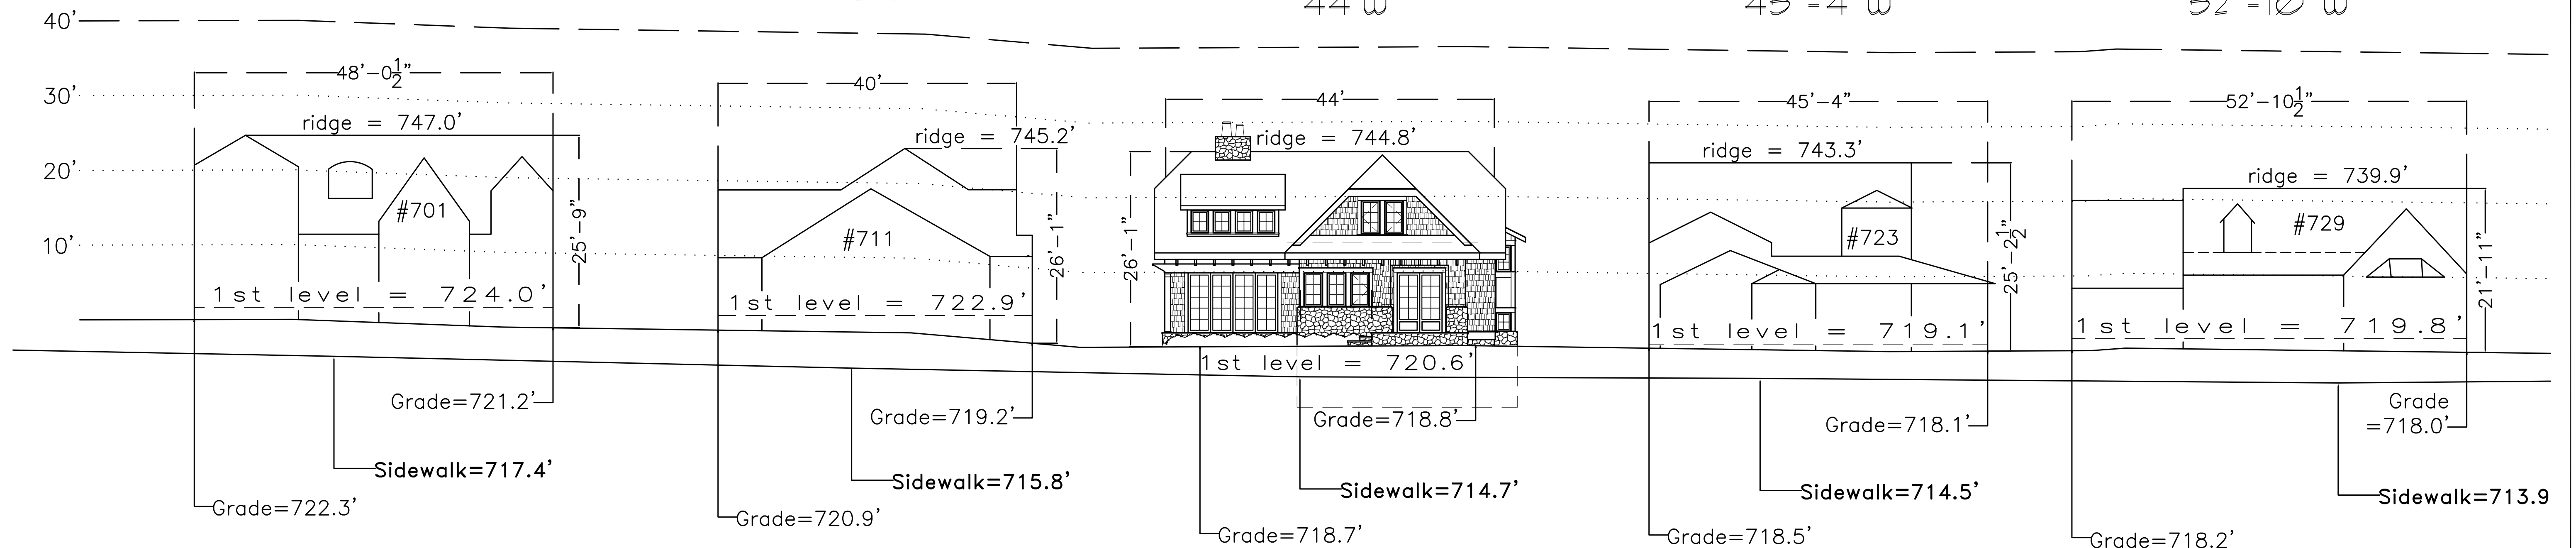 44'W
45'-4"W
52'-10"W
40'
30'
20'
10'
48'-0½"
ridge = 747.0'
#701
25'-9"
1st level = 724.0'
Grade=721.2'
Sidewalk=717.4'
Grade=722.3'
40'
ridge = 745.2'
#711
26'-1"
1st level = 722.9'
Grade=719.2'
Sidewalk=715.8'
Grade=720.9'
44'
ridge = 744.8'
26'-1"
1st level = 720.6'
Grade=718.8'
Sidewalk=714.7'
Grade=718.7'
45'-4"
ridge = 743.3'
#723
25'-2½"
1st level = 719.1'
Grade=718.1'
Sidewalk=714.5'
Grade=718.5'
52'-10½"
ridge = 739.9'
#729
21'-11"
1st level = 719.8'
Grade
=718.0'
Sidewalk=713.9
Grade=718.2'